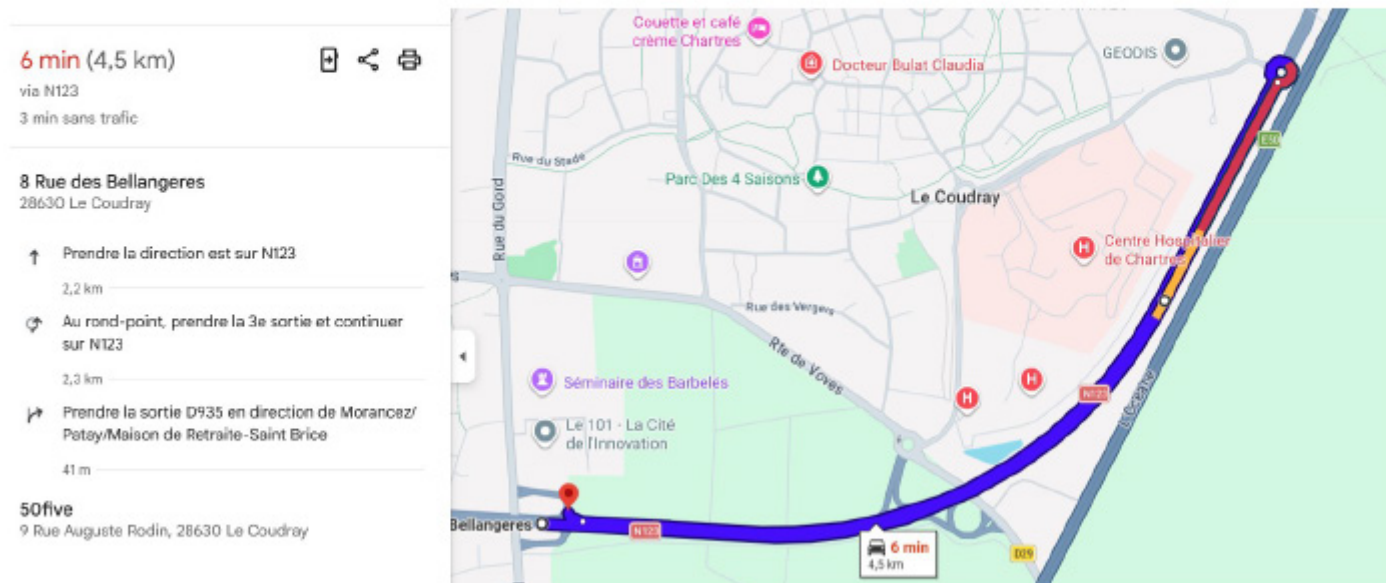 6 min (4,5 km)
via N123
3 min sans trafic
8 Rue des Bellangeres
28630 Le Coudray
Prendre la direction est sur N123
2,2 km
Au rond-point, prendre la 3e sortie et continuer
sur N123
2,3 km
Prendre la sortie D935 en direction de Morancez/
Patay/Maison de Retraite-Saint Brice
41 m
50five
9 Rue Auguste Rodin, 28630 Le Coudray
Couette et café
crème Chartres
Docteur Bulat Claudia
GEODIS
E50
Rue du Stade
Parc Des 4 Saisons
Le Coudray
Rue du Gord
Centre Hospitalier
de Chartres
Rue des Vergers
Rte de Voves
Séminaire des Barbelés
N123
L'Océane
Le 101 - La Cité
de l'Innovation
Bellangeres
N123
6 min
4,5 km
D29